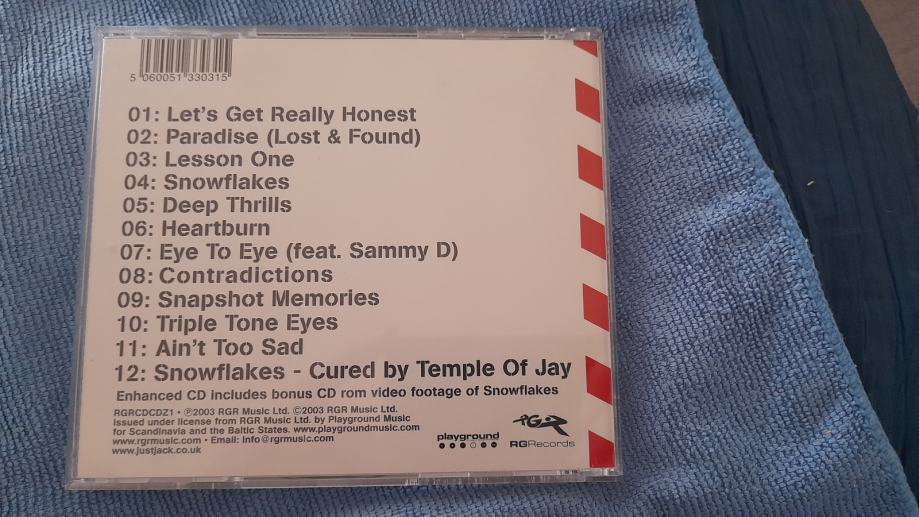 5 060051 330315
01: Let's Get Really Honest
02: Paradise (Lost & Found)
03: Lesson One
04: Snowflakes
05: Deep Thrills
06: Heartburn
07: Eye To Eye (feat. Sammy D)
08: Contradictions
09: Snapshot Memories
10: Triple Tone Eyes
11: Ain't Too Sad
12: Snowflakes - Cured by Temple Of Jay
Enhanced CD includes bonus CD rom video footage of Snowflakes
RGRCDCDZ1 • ℗2003 RGR Music Ltd. ©2003 RGR Music Ltd.
Issued under license from RGR Music Ltd. by Playground Music
for Scandinavia and the Baltic States. www.playgroundmusic.com
www.rgrmusic.com • Email: info@rgrmusic.com
www.justjack.co.uk
playground
RGR
RGRecords